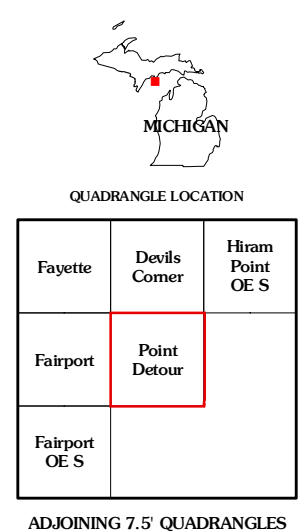 MICHIGAN
QUADRANGLE LOCATION
Fayette
Devils
Corner
Hiram
Point
OE S
Fairport
Point
Detour
Fairport
OE S
ADJOINING 7.5' QUADRANGLES